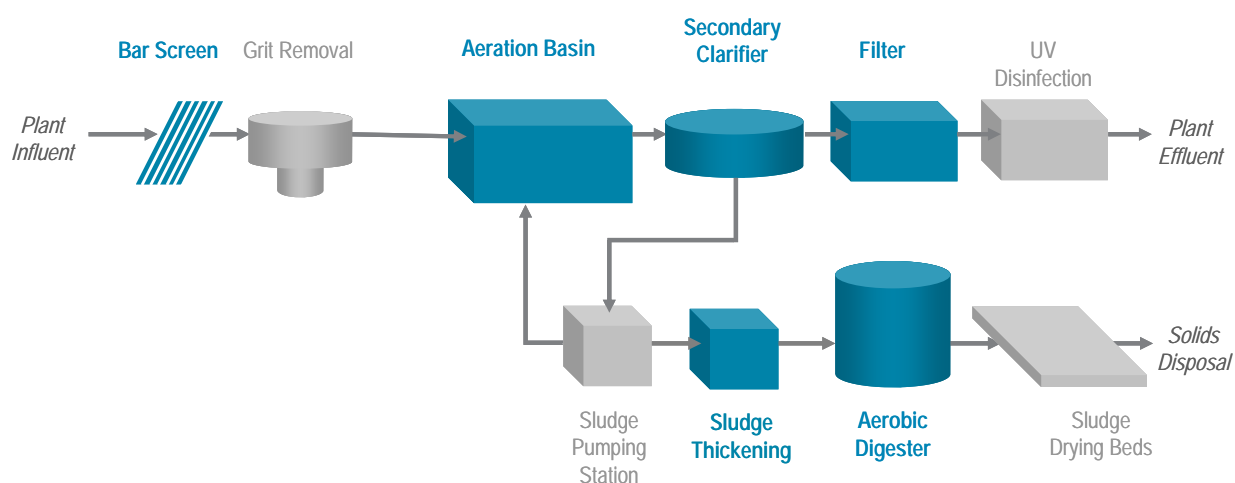 Bar Screen
Grit Removal
Aeration Basin
Secondary
Clarifier
Filter
UV
Disinfection
Plant
Influent
Plant
Effluent
Sludge
Pumping
Station
Sludge
Thickening
Aerobic
Digester
Sludge
Drying Beds
Solids
Disposal